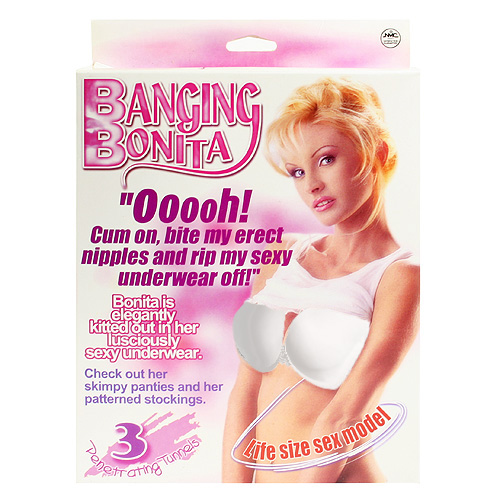 NMC
BANGING
BONITA
"Ooooh!
Cum on, bite my erect
nipples and rip my sexy
underwear off!"
Bonita is
elegantly
kitted out in her
lusciously
sexy underwear.
Check out her
skimpy panties and her
patterned stockings.
3
Penetrating Tunnels!
Life size sex model